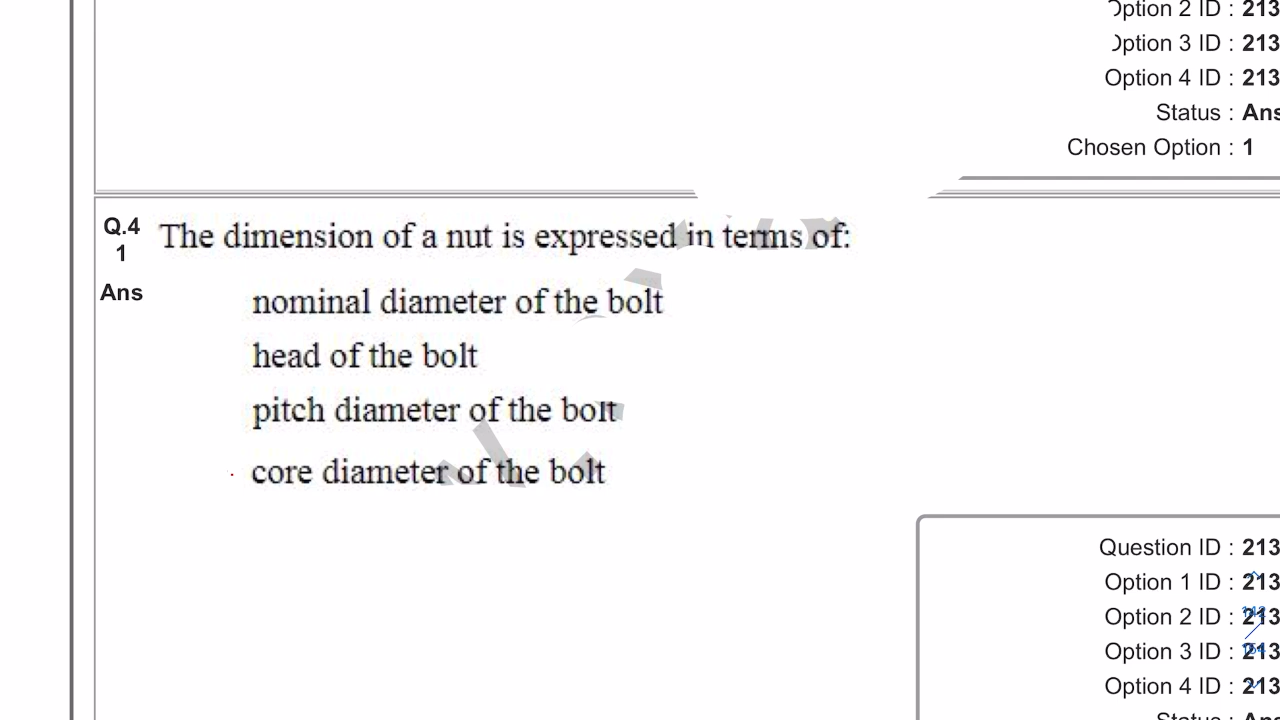 Option 2 ID : 213
Option 3 ID : 213
Option 4 ID : 213
Status : Ans
Chosen Option : 1
Q.4
1
The dimension of a nut is expressed in terms of:
Ans
nominal diameter of the bolt
head of the bolt
pitch diameter of the bolt
core diameter of the bolt
Question ID : 213
Option 1 ID : 213
Option 2 ID : 213
Option 3 ID : 213
Option 4 ID : 213
Status : Ans